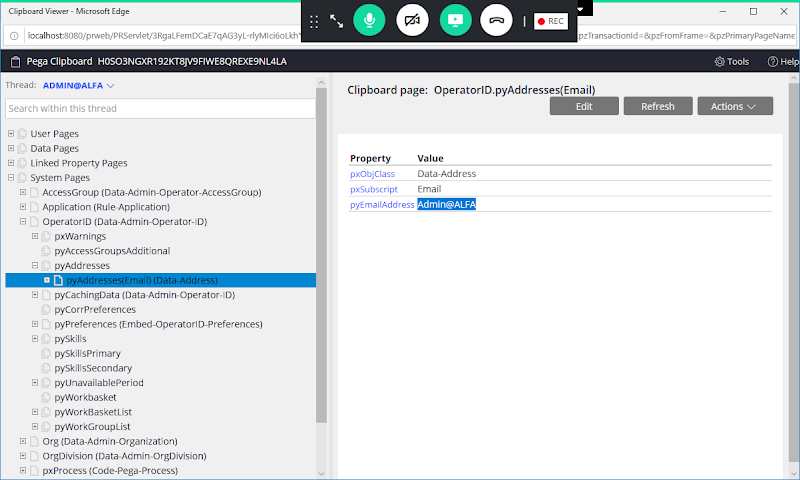 Clipboard Viewer - Microsoft Edge
REC
localhost:8080/prweb/PRServlet/3RgaLFemDCaE7qAG3yL-rlyMIci6oLkh*
pzTransactionId=&pzFromFrame=&pzPrimaryPageName
Pega Clipboard H0SO3NGXR192KT8JV9FIWE8QREXE9NL4LA
Tools
Help
Thread: ADMIN@ALFA
Search within this thread
User Pages
Data Pages
Linked Property Pages
System Pages
AccessGroup (Data-Admin-Operator-AccessGroup)
Application (Rule-Application)
OperatorID (Data-Admin-Operator-ID)
pxWarnings
pyAccessGroupsAdditional
pyAddresses
pyAddresses(Email) (Data-Address)
pyCachingData (Data-Admin-Operator-ID)
pyCorrPreferences
pyPreferences (Embed-OperatorID-Preferences)
pySkills
pySkillsPrimary
pySkillsSecondary
pyUnavailablePeriod
pyWorkbasket
pyWorkBasketList
pyWorkGroupList
Org (Data-Admin-Organization)
OrgDivision (Data-Admin-OrgDivision)
pxProcess (Code-Pega-Process)
Clipboard page: OperatorID.pyAddresses(Email)
Edit
Refresh
Actions
Property Value
pxObjClass Data-Address
pxSubscript Email
pyEmailAddress Admin@ALFA